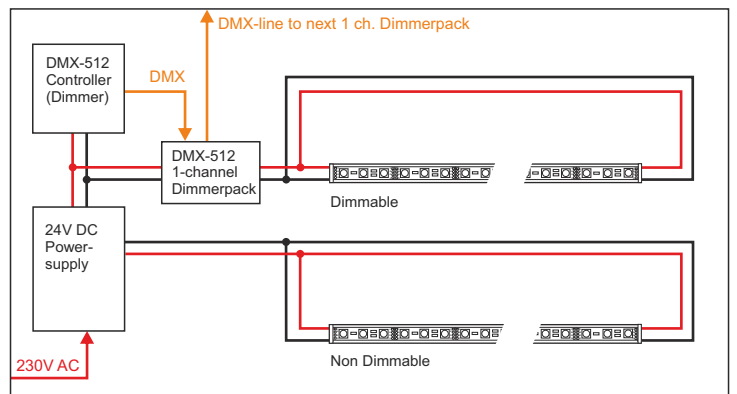 DMX-line to next 1 ch. Dimmerpack
DMX-512
Controller
(Dimmer)
DMX
DMX-512
1-channel
Dimmerpack
Dimmable
24V DC
Power-
supply
230V AC
Non Dimmable